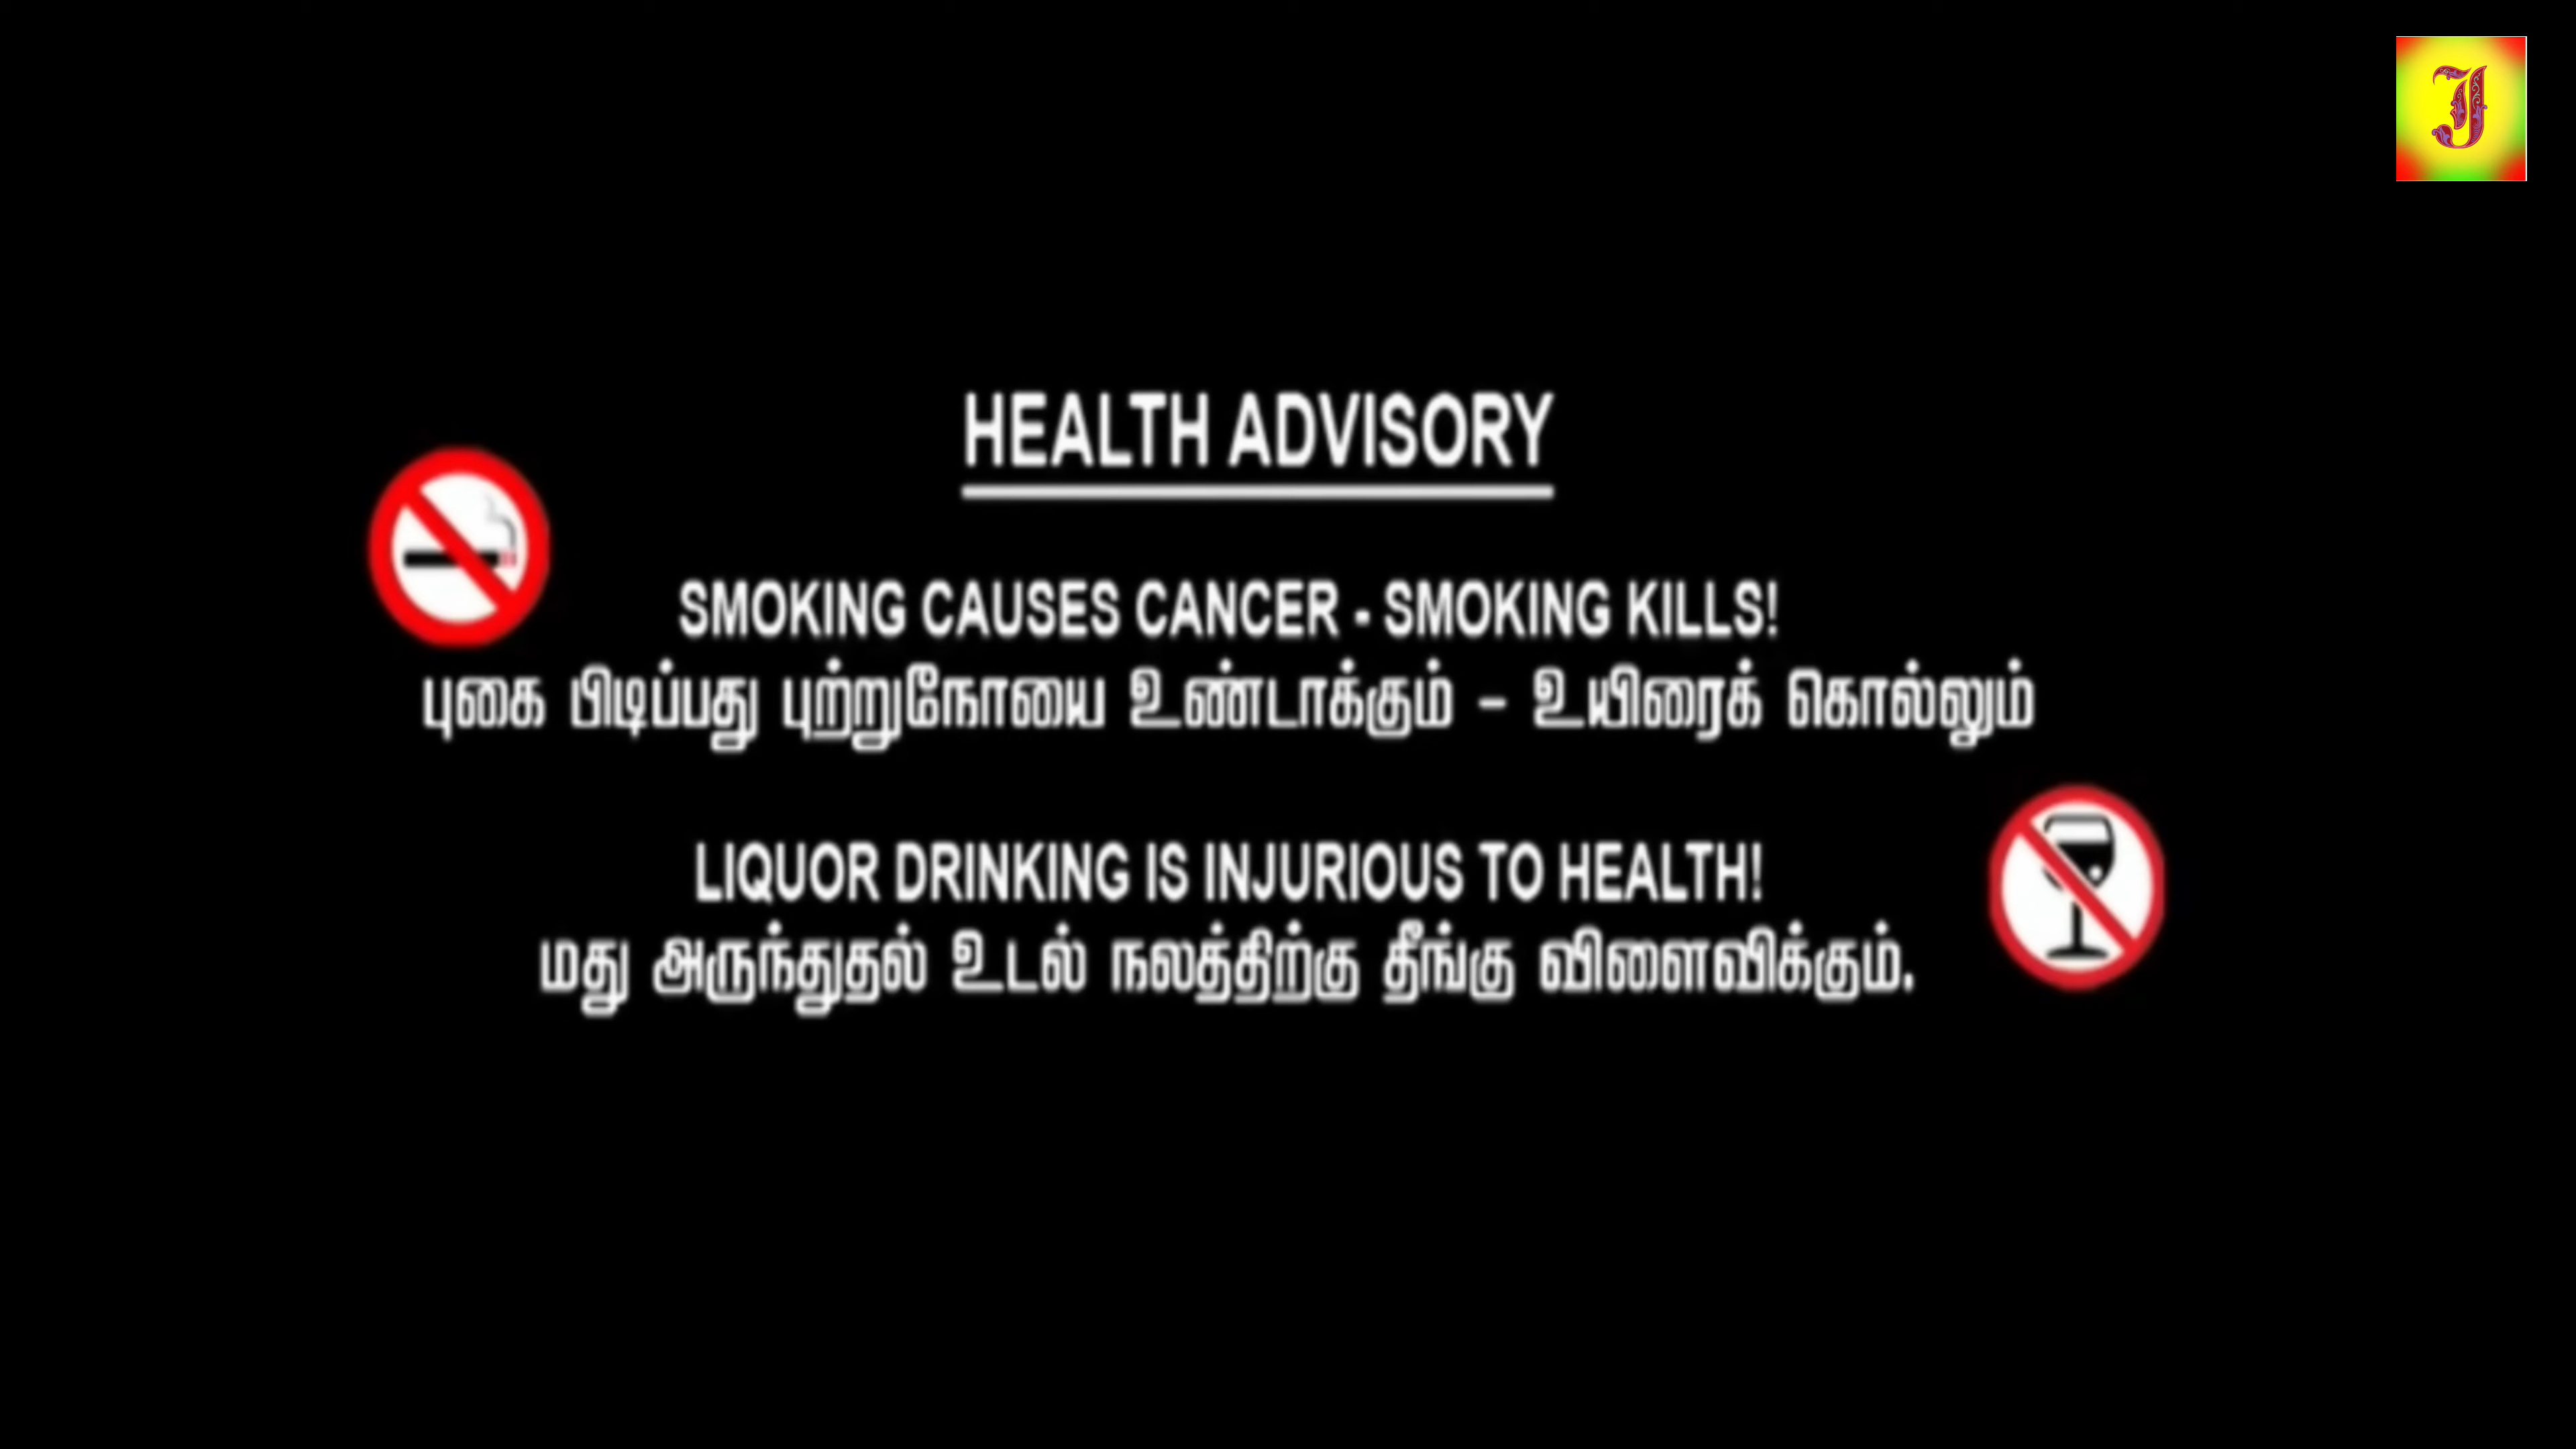 J
HEALTH ADVISORY
SMOKING CAUSES CANCER - SMOKING KILLS!
புகை பிடிப்பது புற்றுநோயை உண்டாக்கும் – உயிரைக் கொல்லும்
LIQUOR DRINKING IS INJURIOUS TO HEALTH!
மது அருந்துதல் உடல் நலத்திற்கு தீங்கு விளைவிக்கும்.